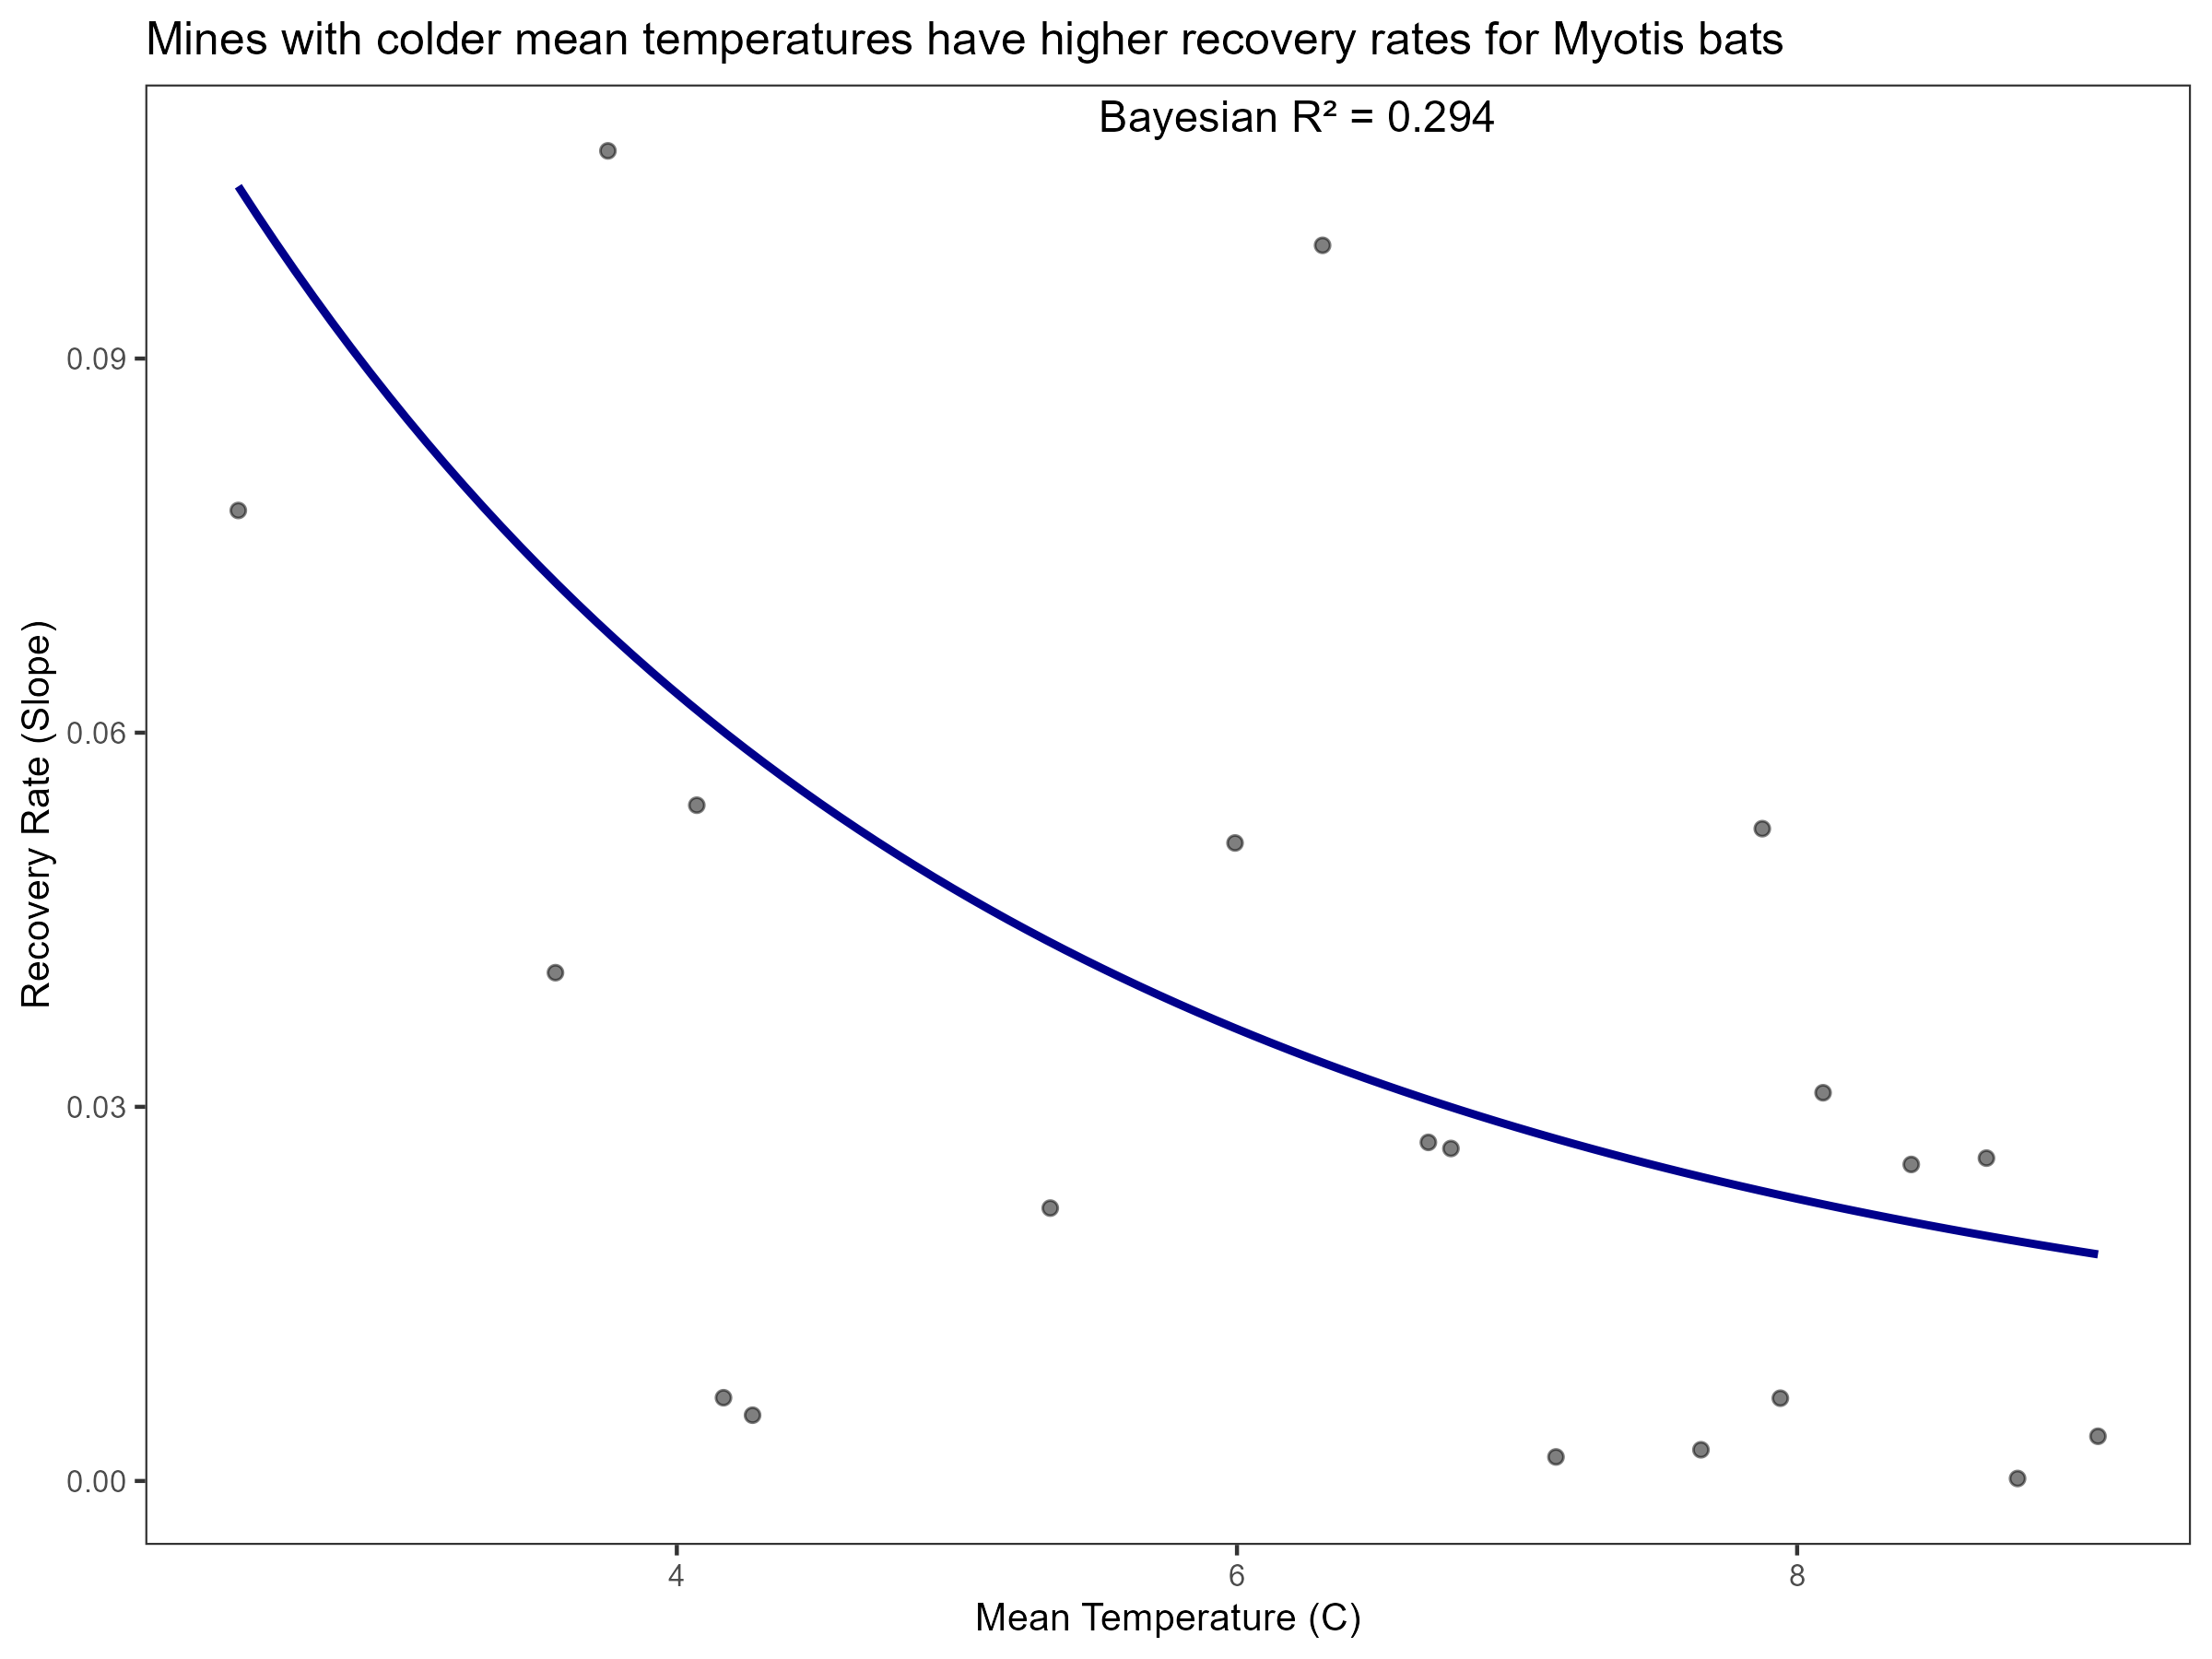 Mines with colder mean temperatures have higher recovery rates for Myotis bats
Bayesian R² = 0.294
0.09
0.06
0.03
0.00
Recovery Rate (Slope)
4
6
8
Mean Temperature (C)